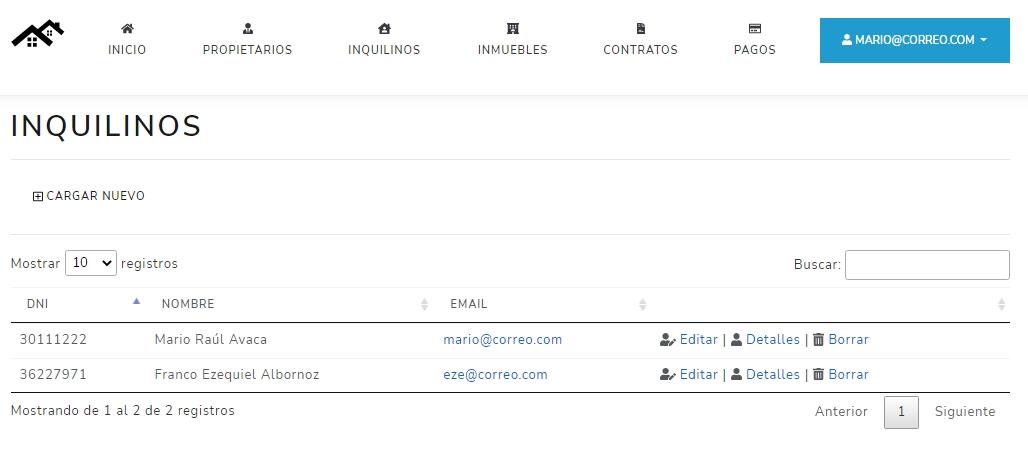 INICIO PROPIETARIOS INQUILINOS INMUEBLES CONTRATOS PAGOS MARIO@CORREO.COM
INQUILINOS
CARGAR NUEVO
Mostrar 10 registros Buscar:
DNI NOMBRE EMAIL
30111222 Mario Raúl Avaca mario@correo.com Editar | Detalles | Borrar
36227971 Franco Ezequiel Albornoz eze@correo.com Editar | Detalles | Borrar
Mostrando de 1 al 2 de 2 registros Anterior 1 Siguiente